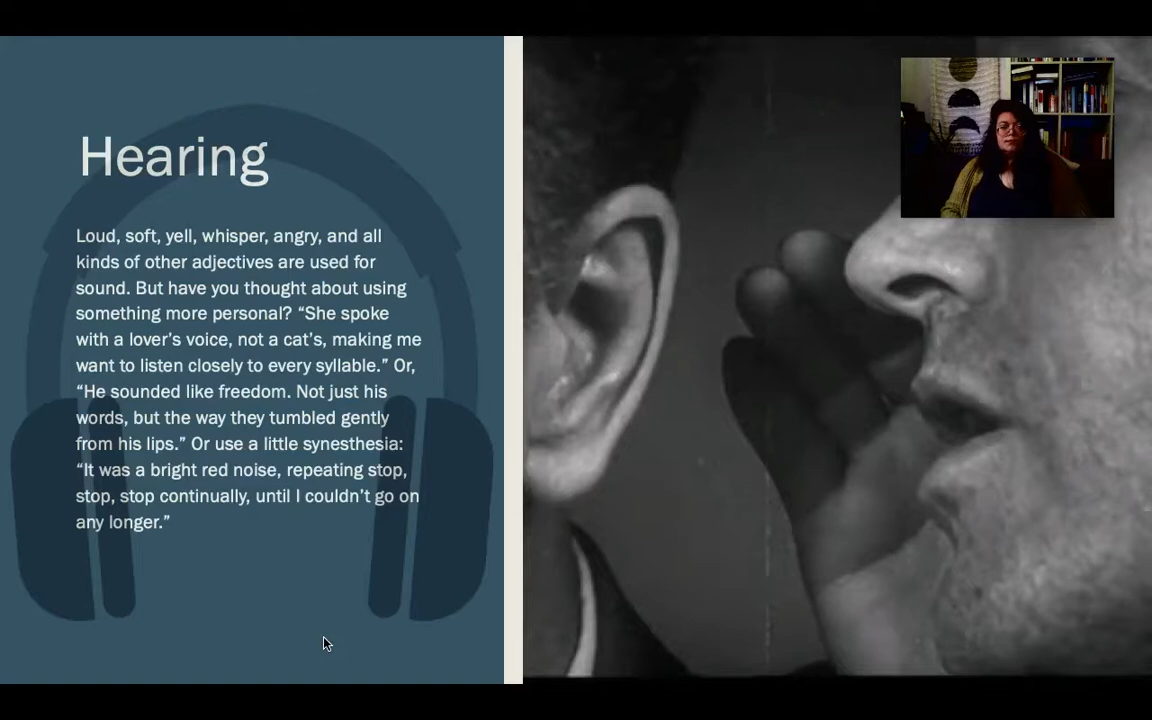 Hearing
Loud, soft, yell, whisper, angry, and all
kinds of other adjectives are used for
sound. But have you thought about using
something more personal? “She spoke
with a lover’s voice, not a cat’s, making me
want to listen closely to every syllable.” Or,
“He sounded like freedom. Not just his
words, but the way they tumbled gently
from his lips.” Or use a little synesthesia:
“It was a bright red noise, repeating stop,
stop, stop continually, until I couldn’t go on
any longer.”